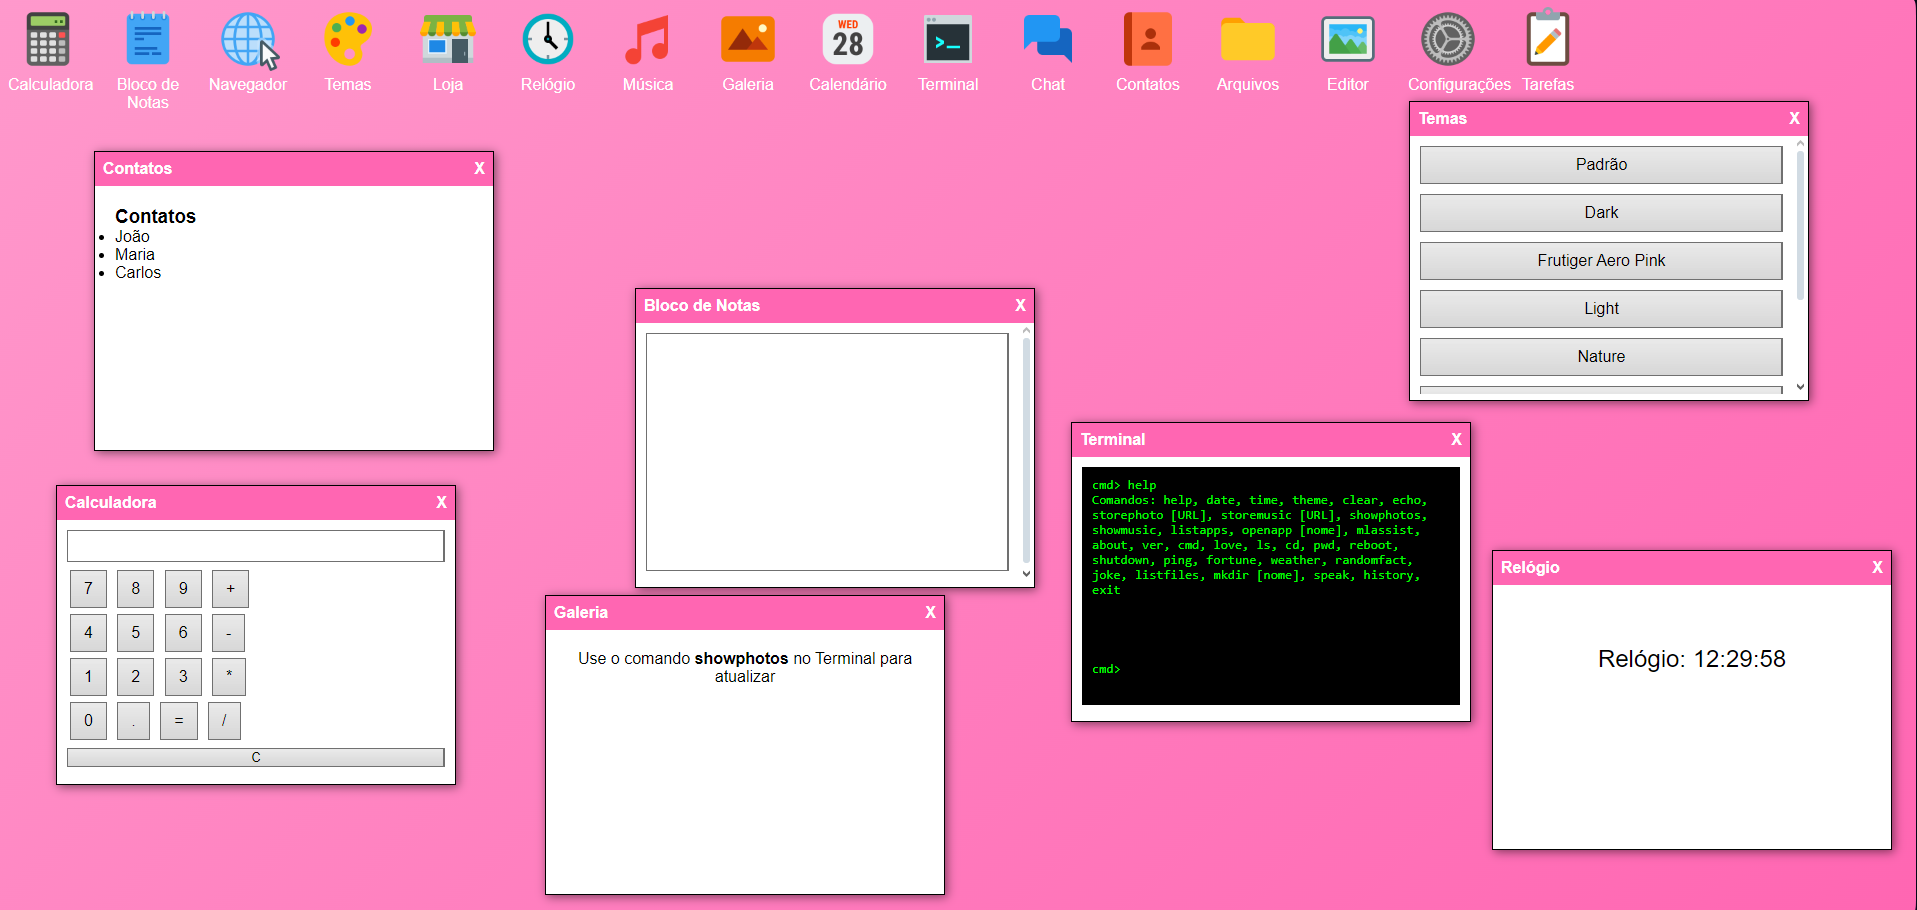 WED
28
Calculadora
Bloco de
Notas
Navegador
Temas
Loja
Relógio
Música
Galeria
Calendário
Terminal
Chat
Contatos
Arquivos
Editor
Configurações
Tarefas
Temas X
Padrão
Dark
Frutiger Aero Pink
Light
Nature
Contatos X
Contatos
João
Maria
Carlos
Bloco de Notas X
Terminal X
cmd> help
Comandos: help, date, time, theme, clear, echo,
storephoto [URL], storemusic [URL], showphotos,
showmusic, listapps, openapp [nome], mlassist,
about, ver, cmd, love, ls, cd, pwd, reboot,
shutdown, ping, fortune, weather, randomfact,
joke, listfiles, mkdir [nome], speak, history,
exit
cmd>
Calculadora X
7 8 9 +
4 5 6 -
1 2 3 *
0 . = /
C
Relógio X
Relógio: 12:29:58
Galeria X
Use o comando showphotos no Terminal para
atualizar